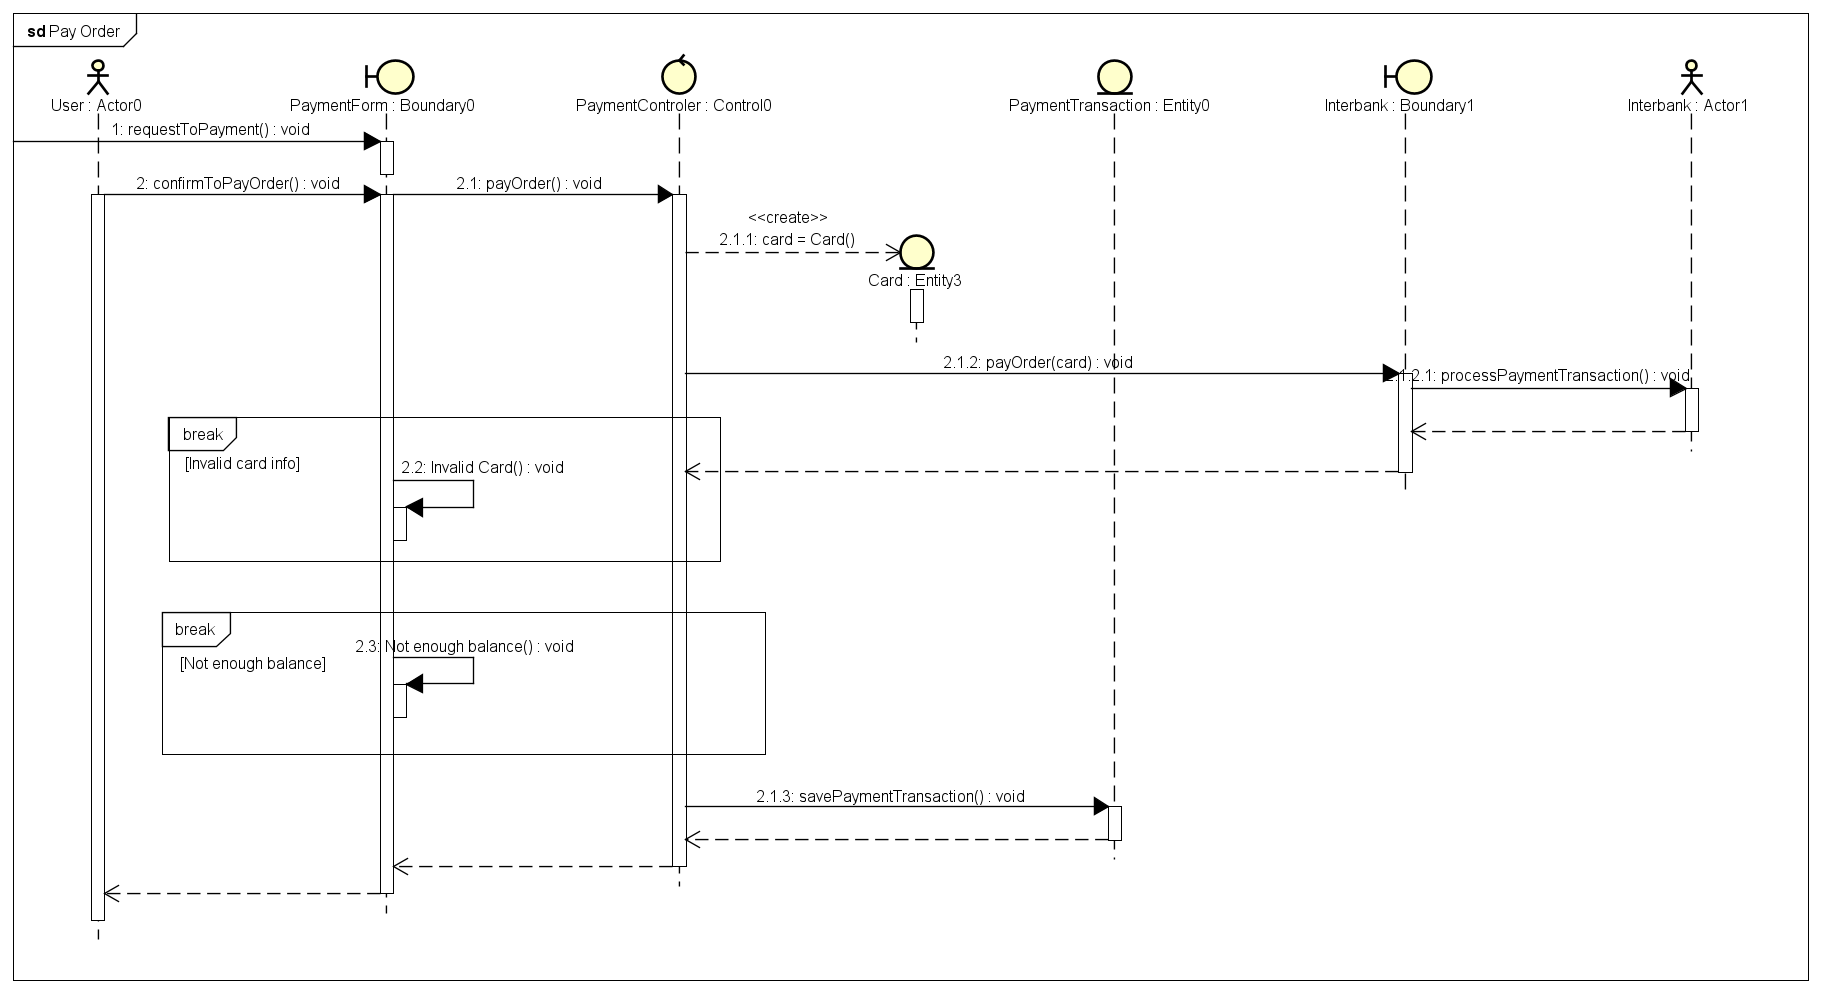 sd Pay Order
User : Actor0
PaymentForm : Boundary0
PaymentControler : Control0
PaymentTransaction : Entity0
Interbank : Boundary1
Interbank : Actor1
1: requestToPayment() : void
2: confirmToPayOrder() : void
2.1: payOrder() : void
<<create>>
2.1.1: card = Card()
Card : Entity3
2.1.2: payOrder(card) : void
2.1.2.1: processPaymentTransaction() : void
break
[Invalid card info]
2.2: Invalid Card() : void
break
2.3: Not enough balance() : void
[Not enough balance]
2.1.3: savePaymentTransaction() : void